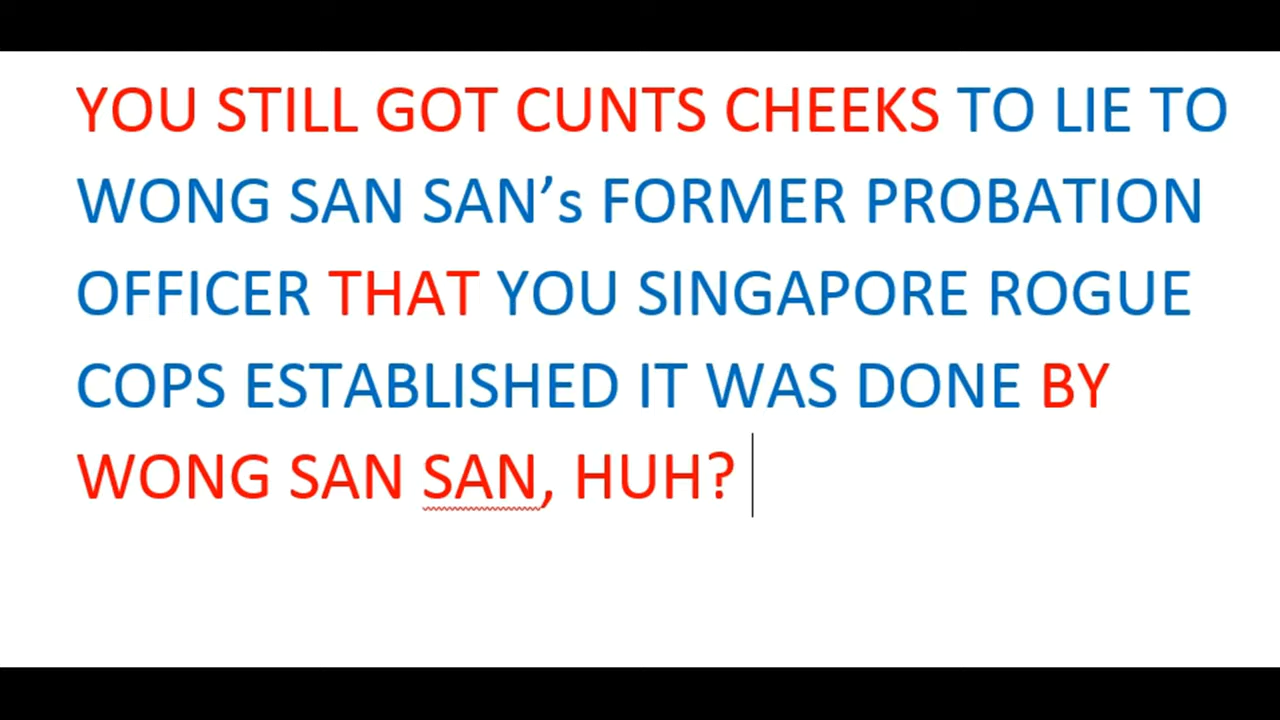 YOU STILL GOT CUNTS CHEEKS TO LIE TO
WONG SAN SAN’s FORMER PROBATION
OFFICER THAT YOU SINGAPORE ROGUE
COPS ESTABLISHED IT WAS DONE BY
WONG SAN SAN, HUH?